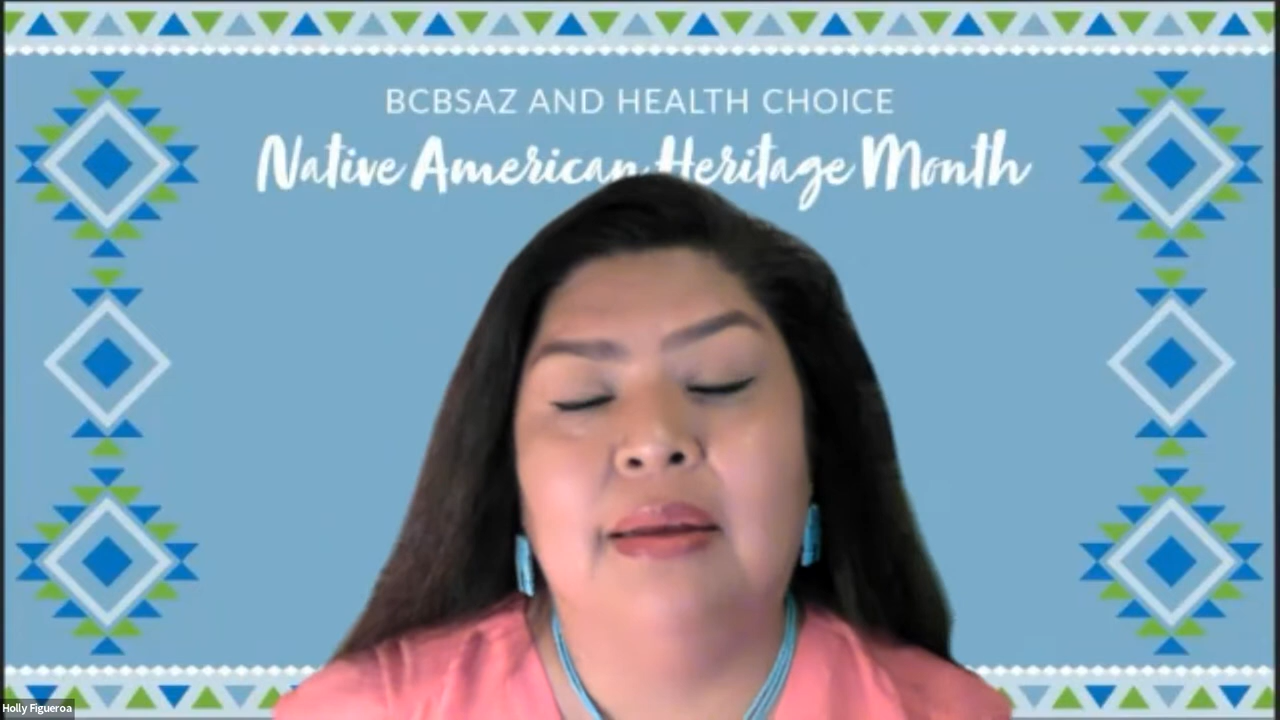 BCBSAZ AND HEALTH CHOICE
Native American Heritage Month
Holly Figueroa